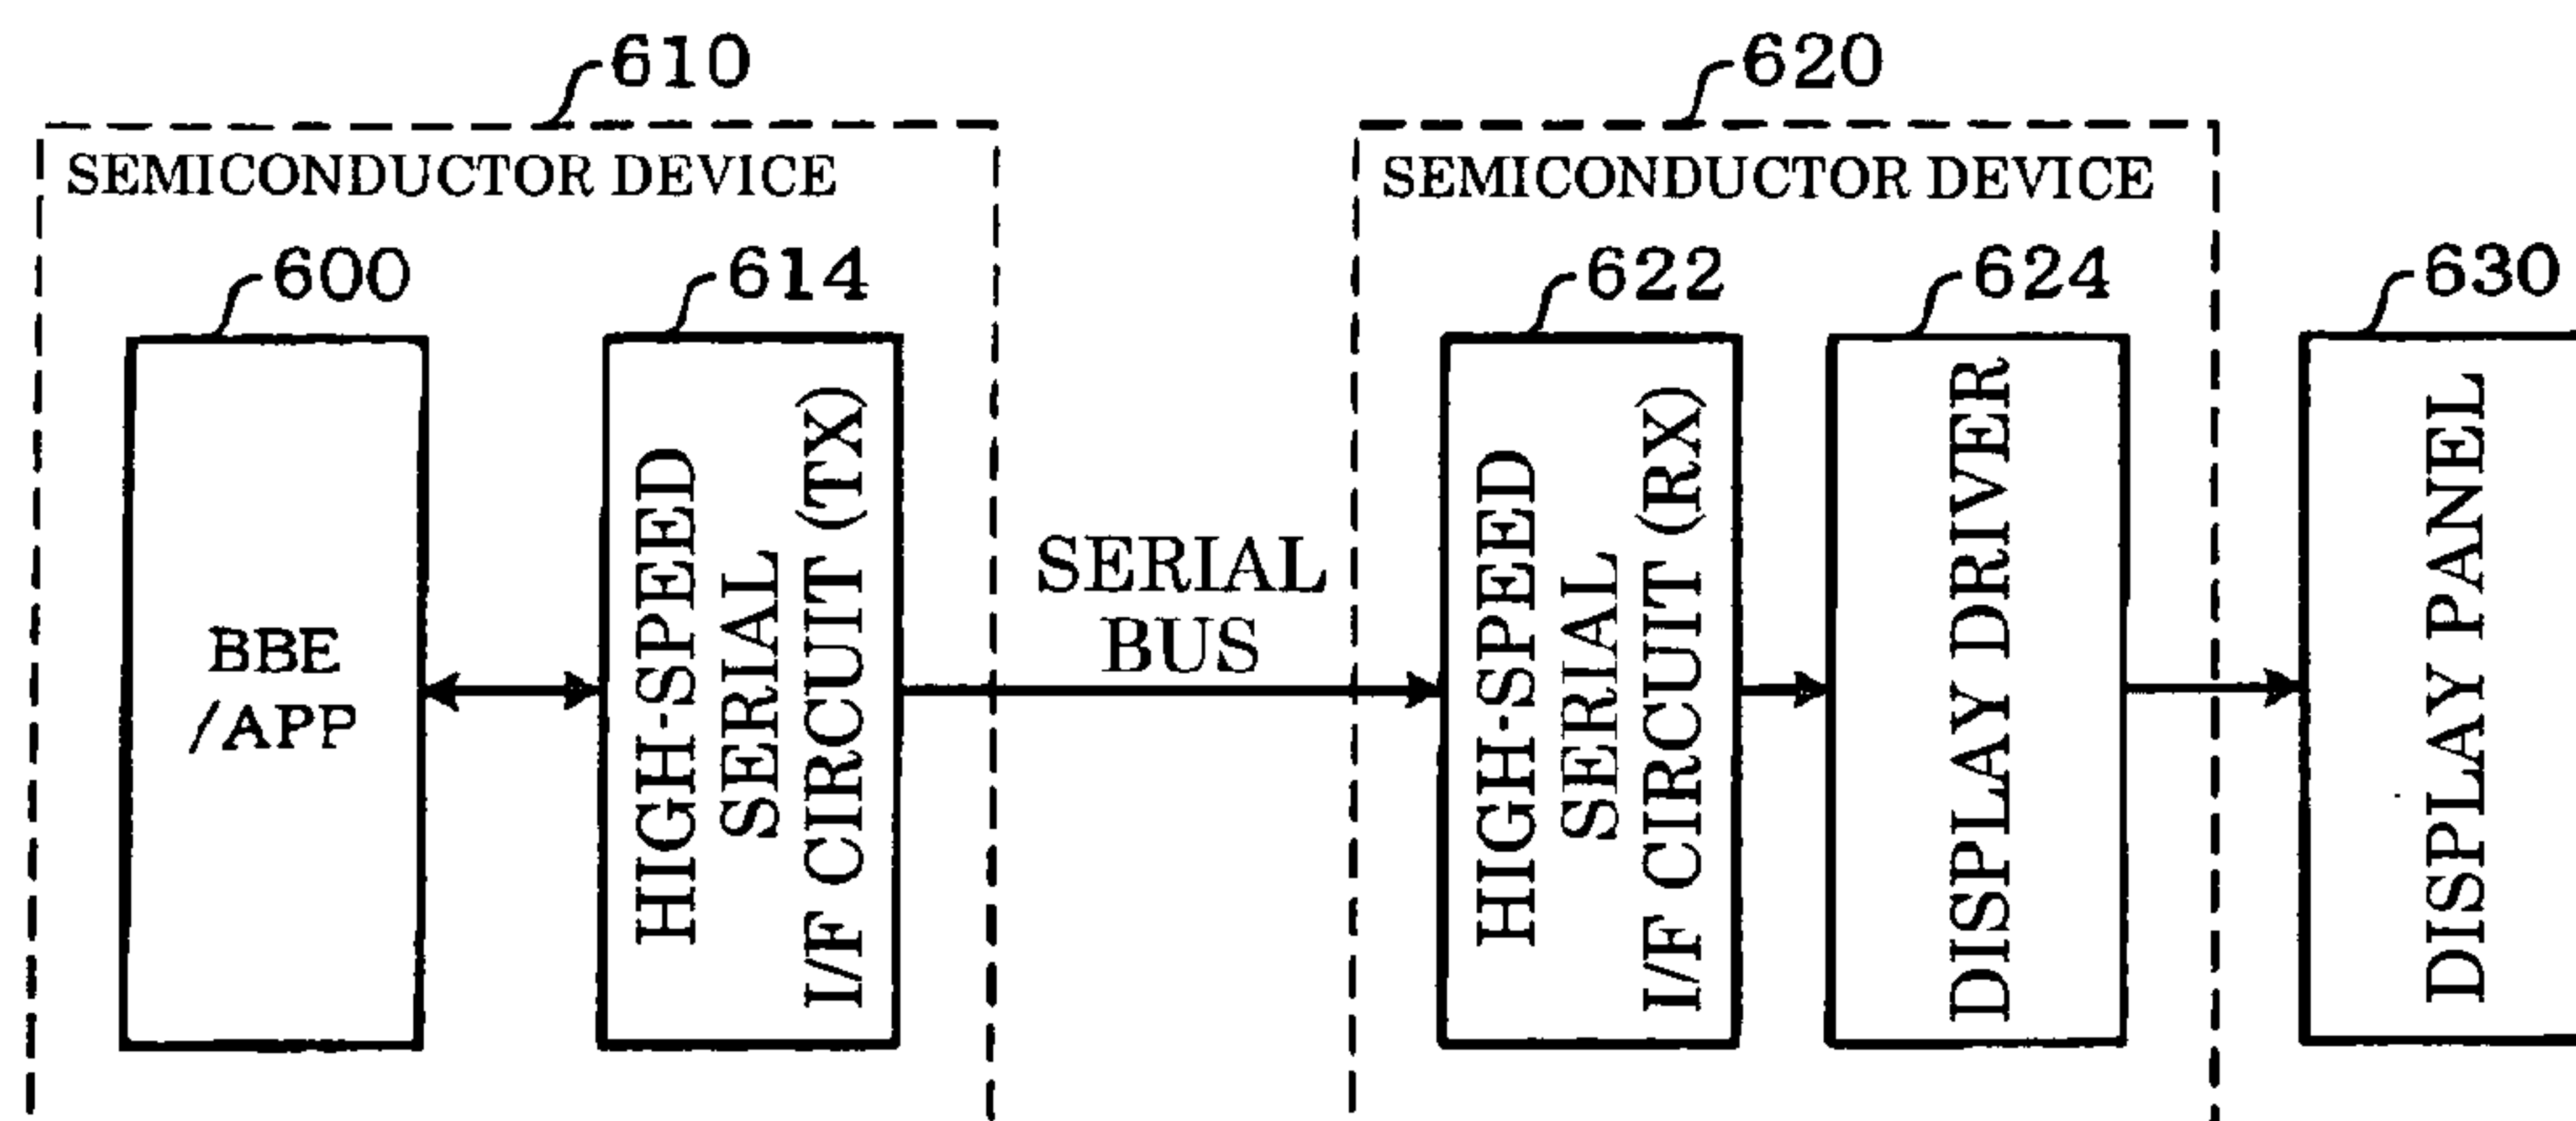 610
SEMICONDUCTOR DEVICE
600
BBE
/APP
614
HIGH-SPEED
SERIAL
I/F CIRCUIT (TX)
SERIAL
BUS
620
SEMICONDUCTOR DEVICE
622
HIGH-SPEED
SERIAL
I/F CIRCUIT (RX)
624
DISPLAY DRIVER
630
DISPLAY PANEL